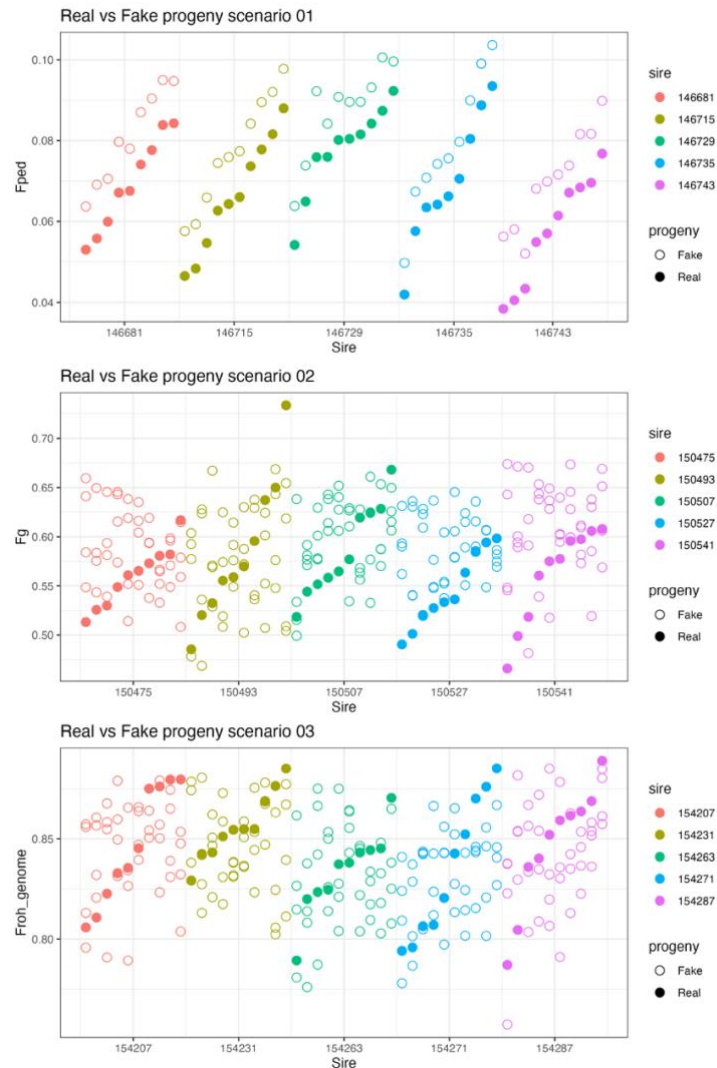 Real vs Fake progeny scenario 01
0.10
0.08
0.06
0.04
Fped
146681
146715
146729
146735
146743
Sire
sire
146681
146715
146729
146735
146743
progeny
Fake
Real
Real vs Fake progeny scenario 02
0.70
0.65
0.60
0.55
0.50
Fg
150475
150493
150507
150527
150541
Sire
sire
150475
150493
150507
150527
150541
progeny
Fake
Real
Real vs Fake progeny scenario 03
0.85
0.80
Froh_genome
154207
154231
154263
154271
154287
Sire
sire
154207
154231
154263
154271
154287
progeny
Fake
Real